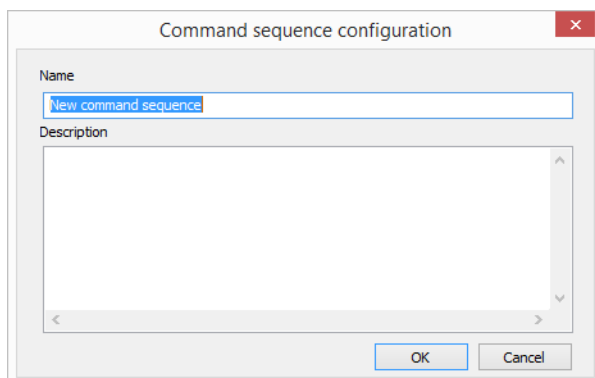 Command sequence configuration
Name
New command sequence
Description
OK Cancel